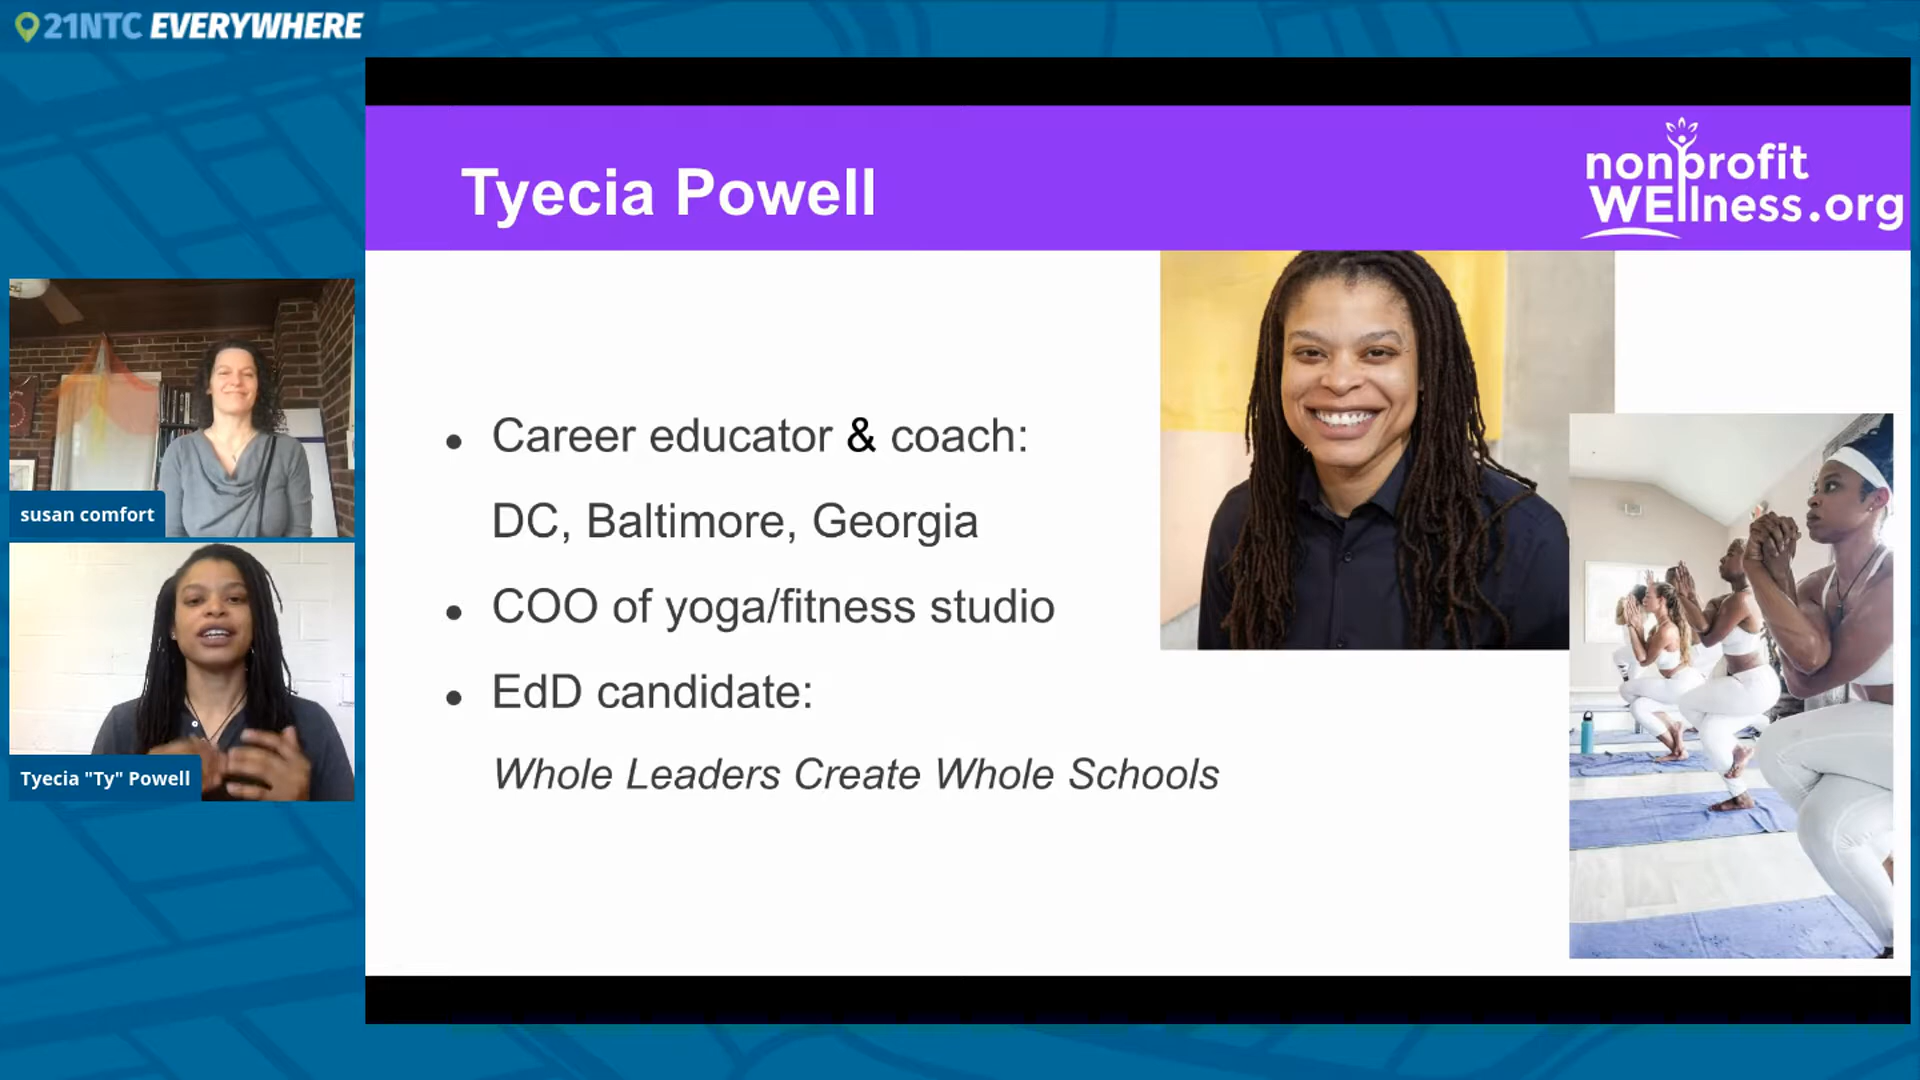 21NTC EVERYWHERE
Tyecia Powell
nonprofit
WEllness.org
susan comfort
Tyecia "Ty" Powell
• Career educator & coach:
DC, Baltimore, Georgia
• COO of yoga/fitness studio
• EdD candidate:
Whole Leaders Create Whole Schools